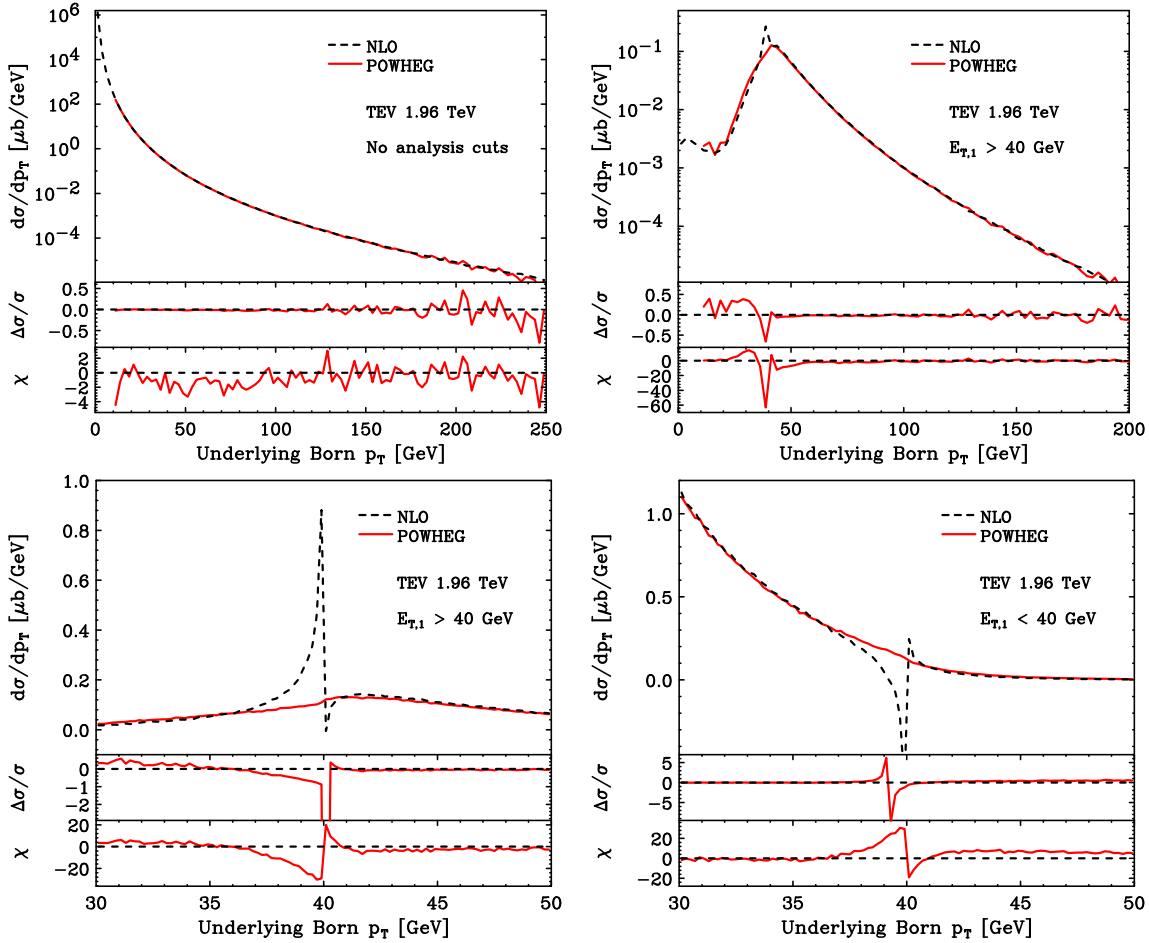 10^6
10^4
10^2
10^0
10^-2
10^-4
dσ/dp_T [μb/GeV]
NLO
POWHEG
TEV 1.96 TeV
No analysis cuts
0.5
0.0
−0.5
Δσ/σ
2
0
−2
−4
χ
0 50 100 150 200 250
Underlying Born p_T [GeV]
10^-1
10^-2
10^-3
10^-4
dσ/dp_T [μb/GeV]
NLO
POWHEG
TEV 1.96 TeV
E_T,1 > 40 GeV
0.5
0.0
−0.5
Δσ/σ
0
−20
−40
−60
χ
0 50 100 150 200
Underlying Born p_T [GeV]
1.0
0.8
0.6
0.4
0.2
0.0
dσ/dp_T [μb/GeV]
NLO
POWHEG
TEV 1.96 TeV
E_T,1 > 40 GeV
0
−1
−2
Δσ/σ
20
0
−20
χ
30 35 40 45 50
Underlying Born p_T [GeV]
1.0
0.5
0.0
dσ/dp_T [μb/GeV]
NLO
POWHEG
TEV 1.96 TeV
E_T,1 < 40 GeV
5
0
−5
Δσ/σ
20
0
−20
χ
30 35 40 45 50
Underlying Born p_T [GeV]